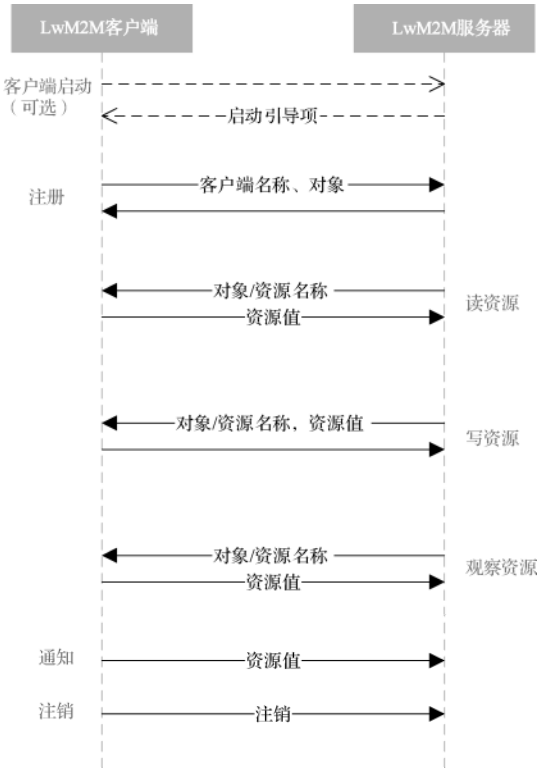 LwM2M客户端
LwM2M服务器
客户端启动
（可选）
启动引导项
注册
客户端名称、对象
对象/资源名称
资源值
读资源
对象/资源名称，资源值
写资源
对象/资源名称
资源值
观察资源
通知
资源值
注销
注销